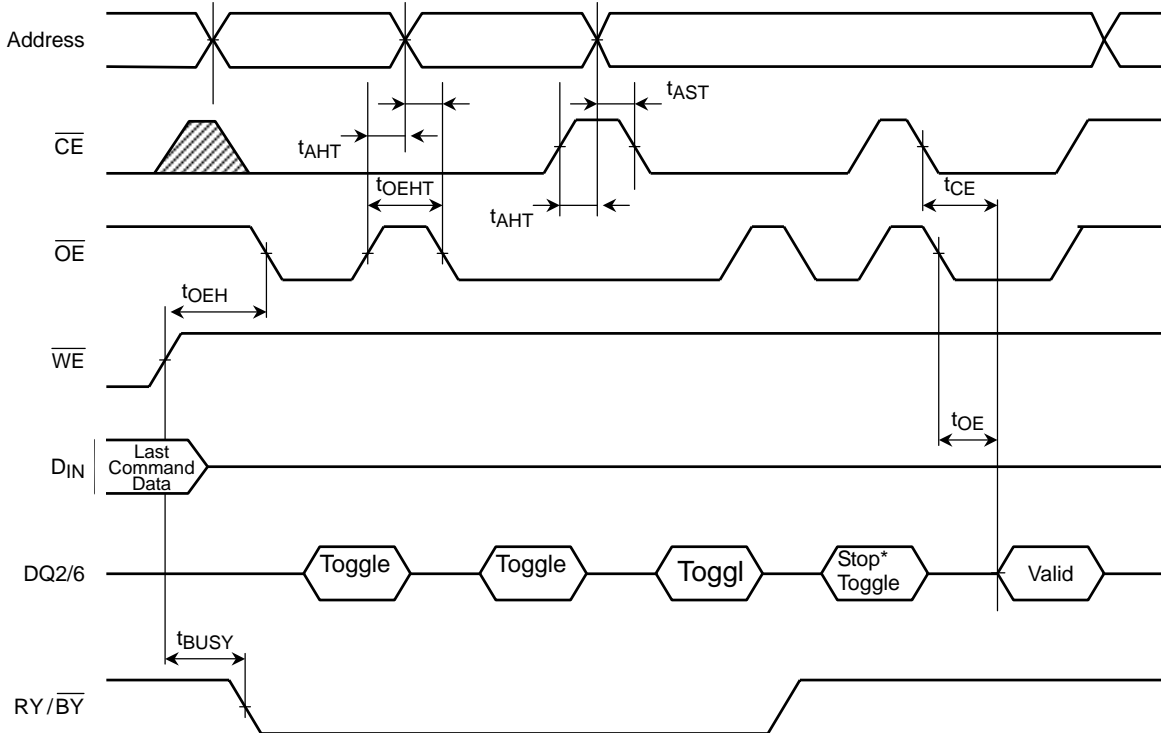 Address
tAST
CE
tAHT
tCE
tOEHT
tAHT
OE
tOEH
WE
tOE
DIN
Last
Command
Data
DQ2/6
Toggle
Toggle
Toggl
Stop*
Toggle
Valid
tBUSY
RY/BY